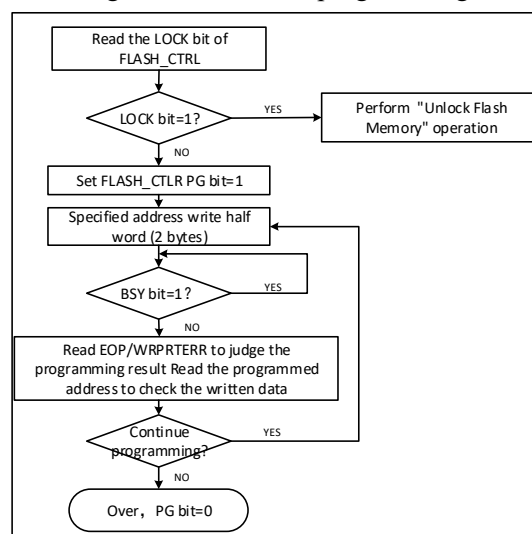 Read the LOCK bit of
FLASH_CTRL
LOCK bit=1?
YES
Perform "Unlock Flash
Memory" operation
NO
Set FLASH_CTLR PG bit=1
Specified address write half
word (2 bytes)
BSY bit=1?
YES
NO
Read EOP/WRPRTERR to judge the
programming result Read the programmed
address to check the written data
Continue
programming?
YES
NO
Over, PG bit=0